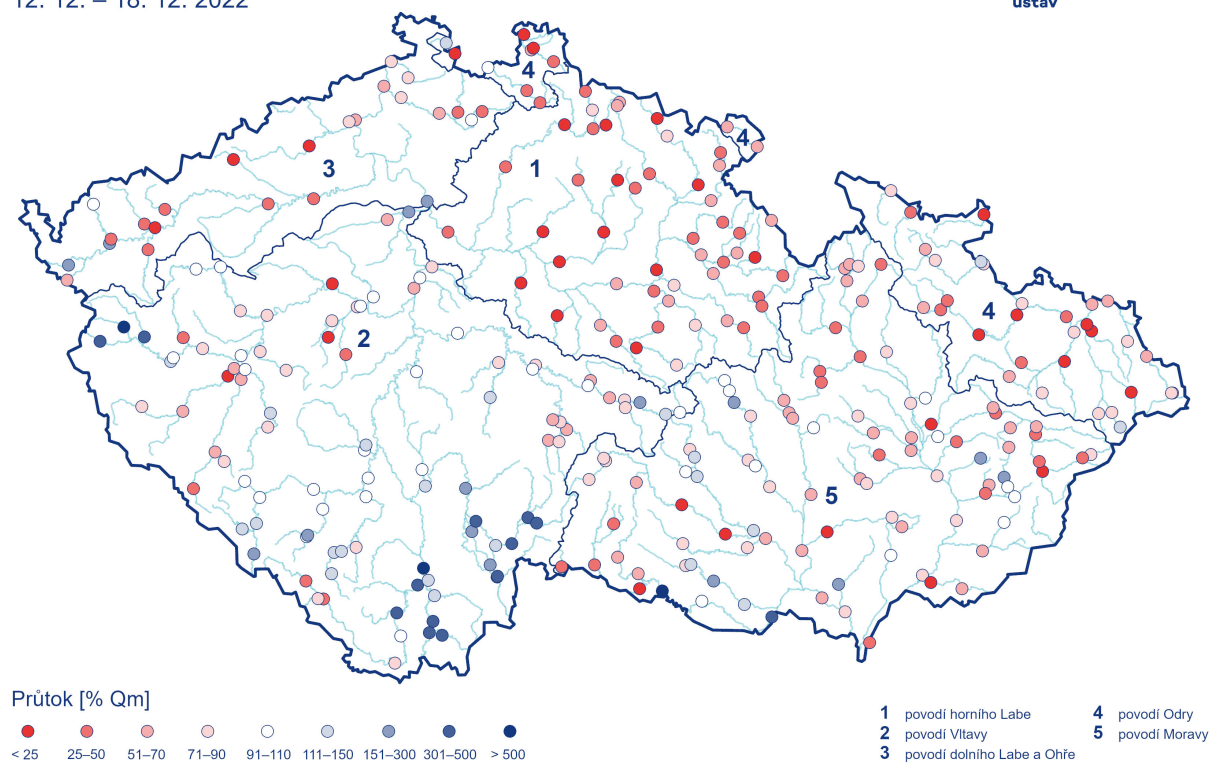 12. 12. – 18. 12. 2022
ústav
4
4
3
1
4
2
5
Průtok [% Qm]
< 25 25–50 51–70 71–90 91–110 111–150 151–300 301–500 > 500
1 povodí horního Labe
2 povodí Vltavy
3 povodí dolního Labe a Ohře
4 povodí Odry
5 povodí Moravy